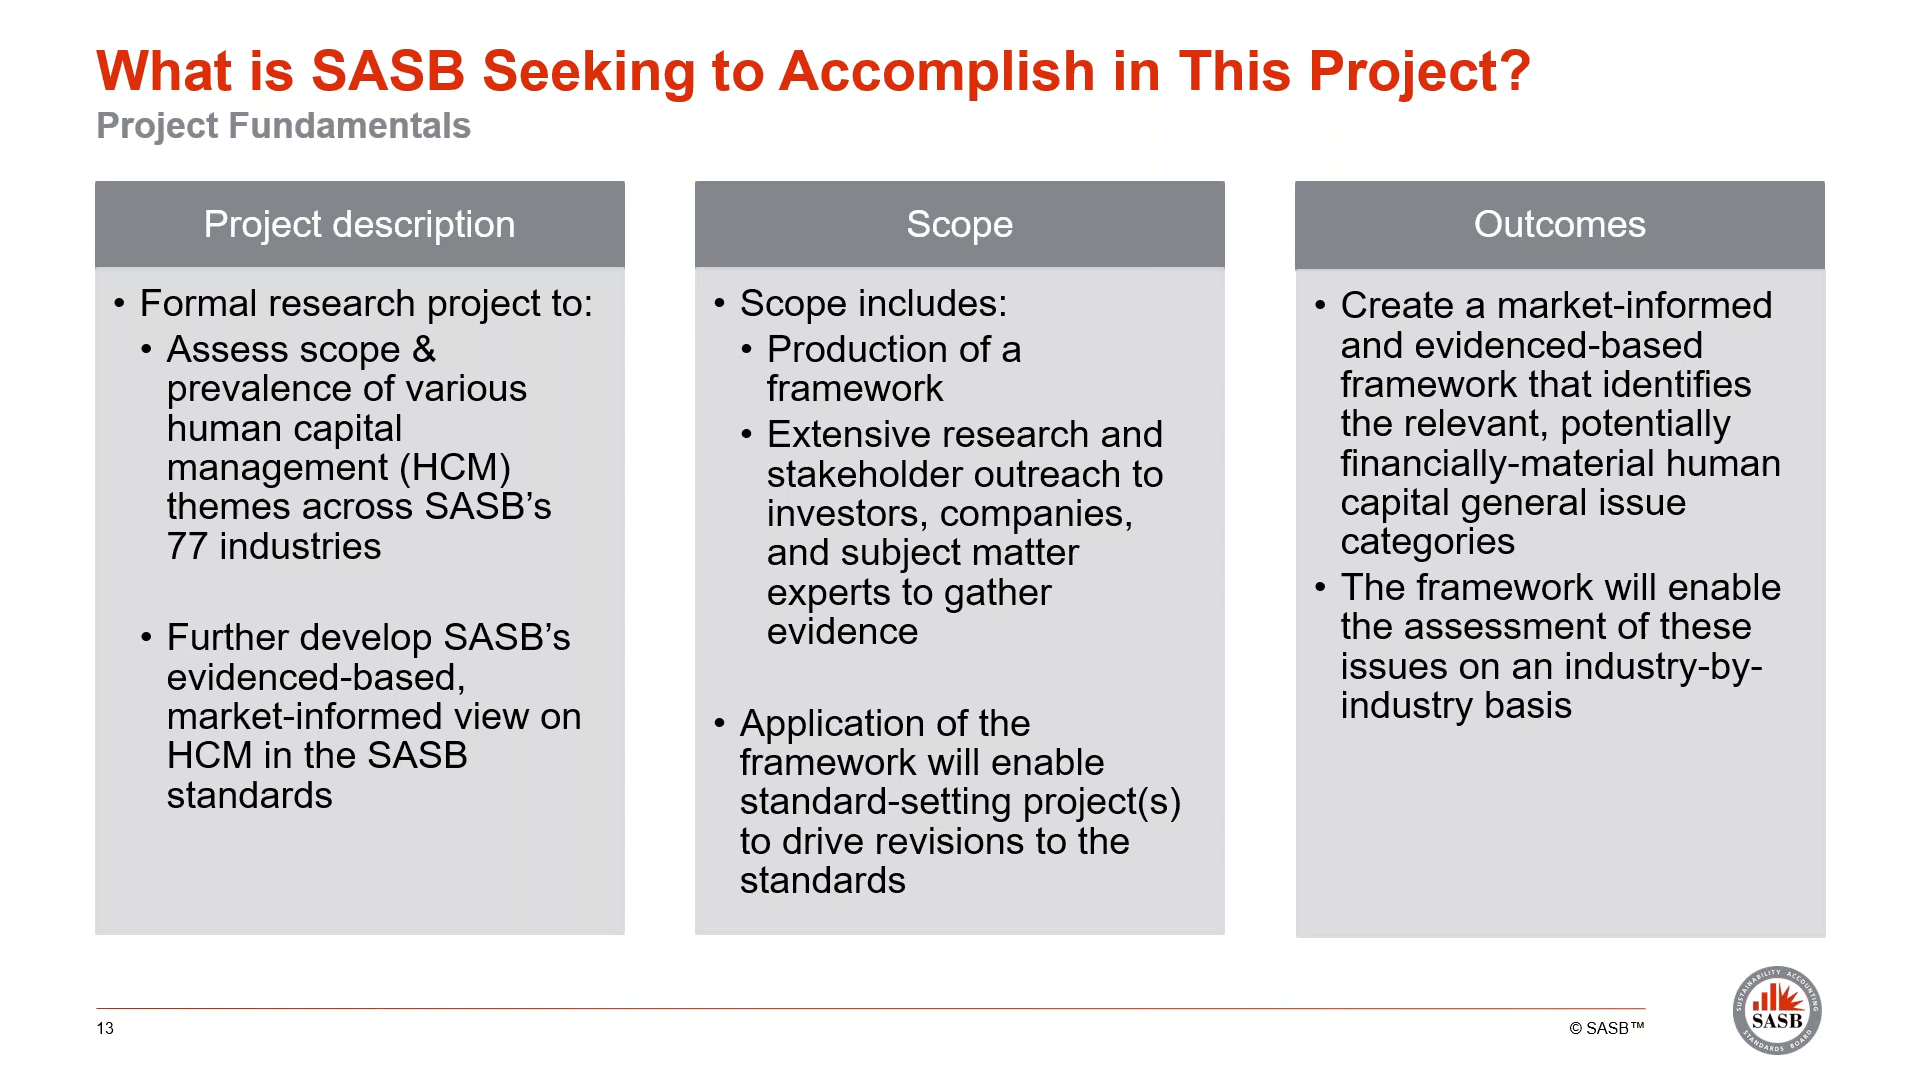 What is SASB Seeking to Accomplish in This Project?
Project Fundamentals
Project description
• Formal research project to:
• Assess scope &
prevalence of various
human capital
management (HCM)
themes across SASB’s
77 industries
• Further develop SASB’s
evidenced-based,
market-informed view on
HCM in the SASB
standards
Scope
• Scope includes:
• Production of a
framework
• Extensive research and
stakeholder outreach to
investors, companies,
and subject matter
experts to gather
evidence
• Application of the
framework will enable
standard-setting project(s)
to drive revisions to the
standards
Outcomes
• Create a market-informed
and evidenced-based
framework that identifies
the relevant, potentially
financially-material human
capital general issue
categories
• The framework will enable
the assessment of these
issues on an industry-by-
industry basis
13
© SASB™
SUSTAINABILITY ACCOUNTING
SASB
STANDARDS BOARD